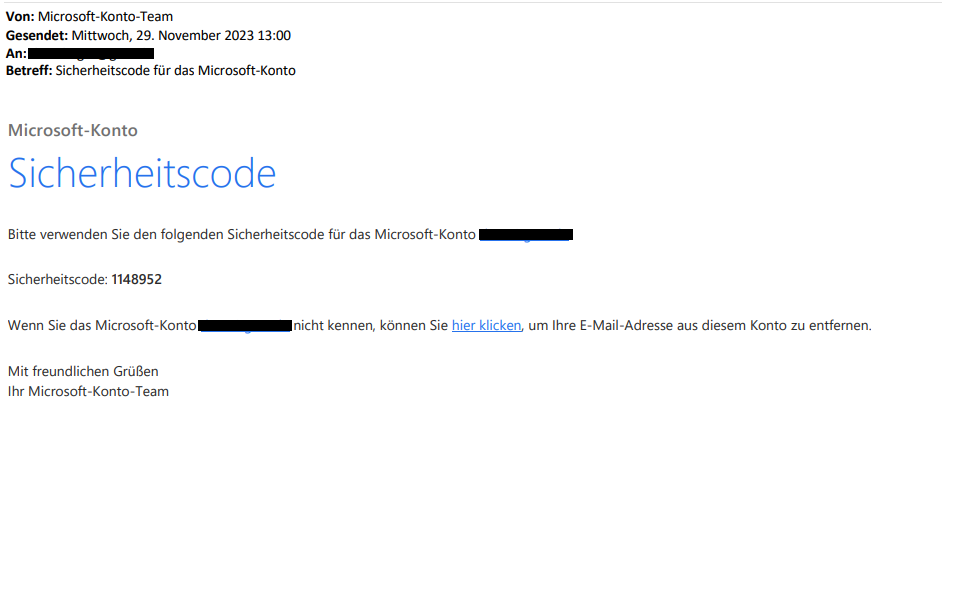 Von: Microsoft-Konto-Team
Gesendet: Mittwoch, 29. November 2023 13:00
An:
Betreff: Sicherheitscode für das Microsoft-Konto
Microsoft-Konto
Sicherheitscode
Bitte verwenden Sie den folgenden Sicherheitscode für das Microsoft-Konto
Sicherheitscode: 1148952
Wenn Sie das Microsoft-Konto nicht kennen, können Sie hier klicken, um Ihre E-Mail-Adresse aus diesem Konto zu entfernen.
Mit freundlichen Grüßen
Ihr Microsoft-Konto-Team